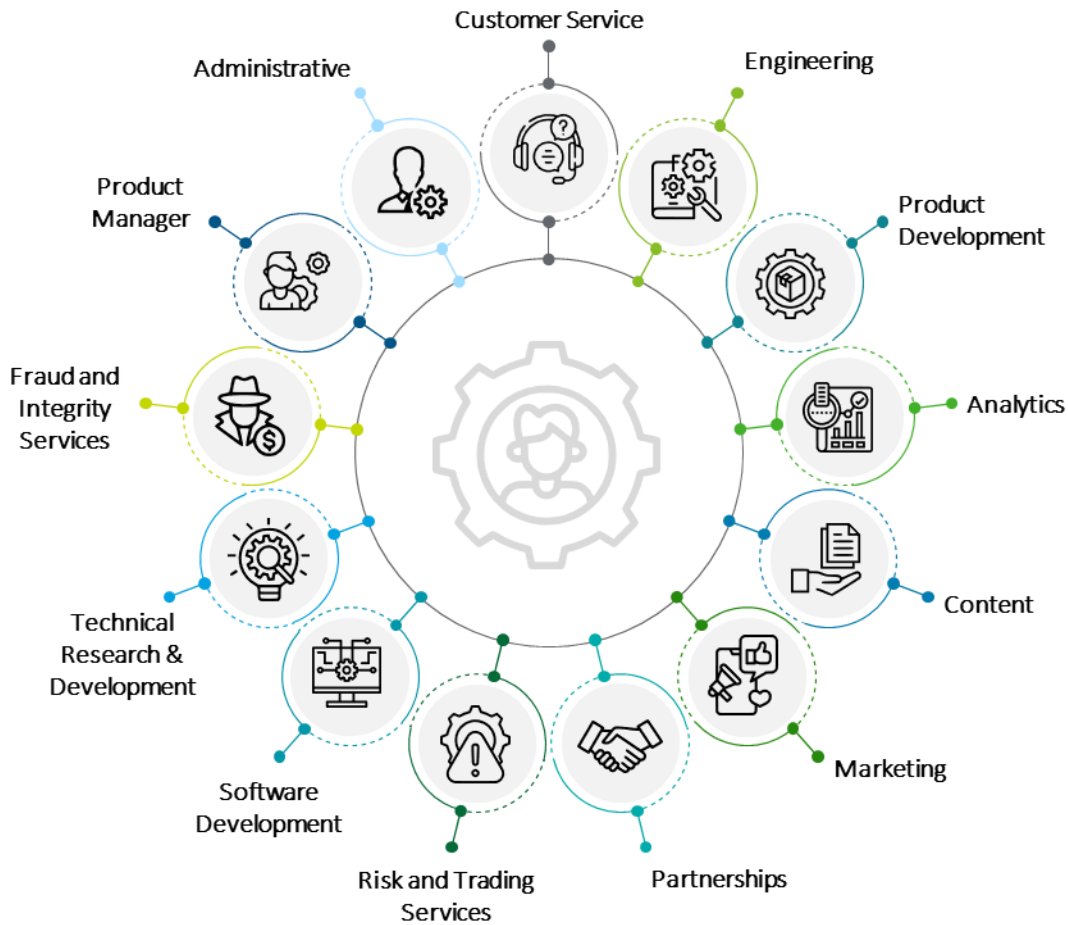 Customer Service
Engineering
Product
Development
Analytics
Content
Marketing
Partnerships
Risk and Trading
Services
Software
Development
Technical
Research &
Development
Fraud and
Integrity
Services
Product
Manager
Administrative
?
F
$
!